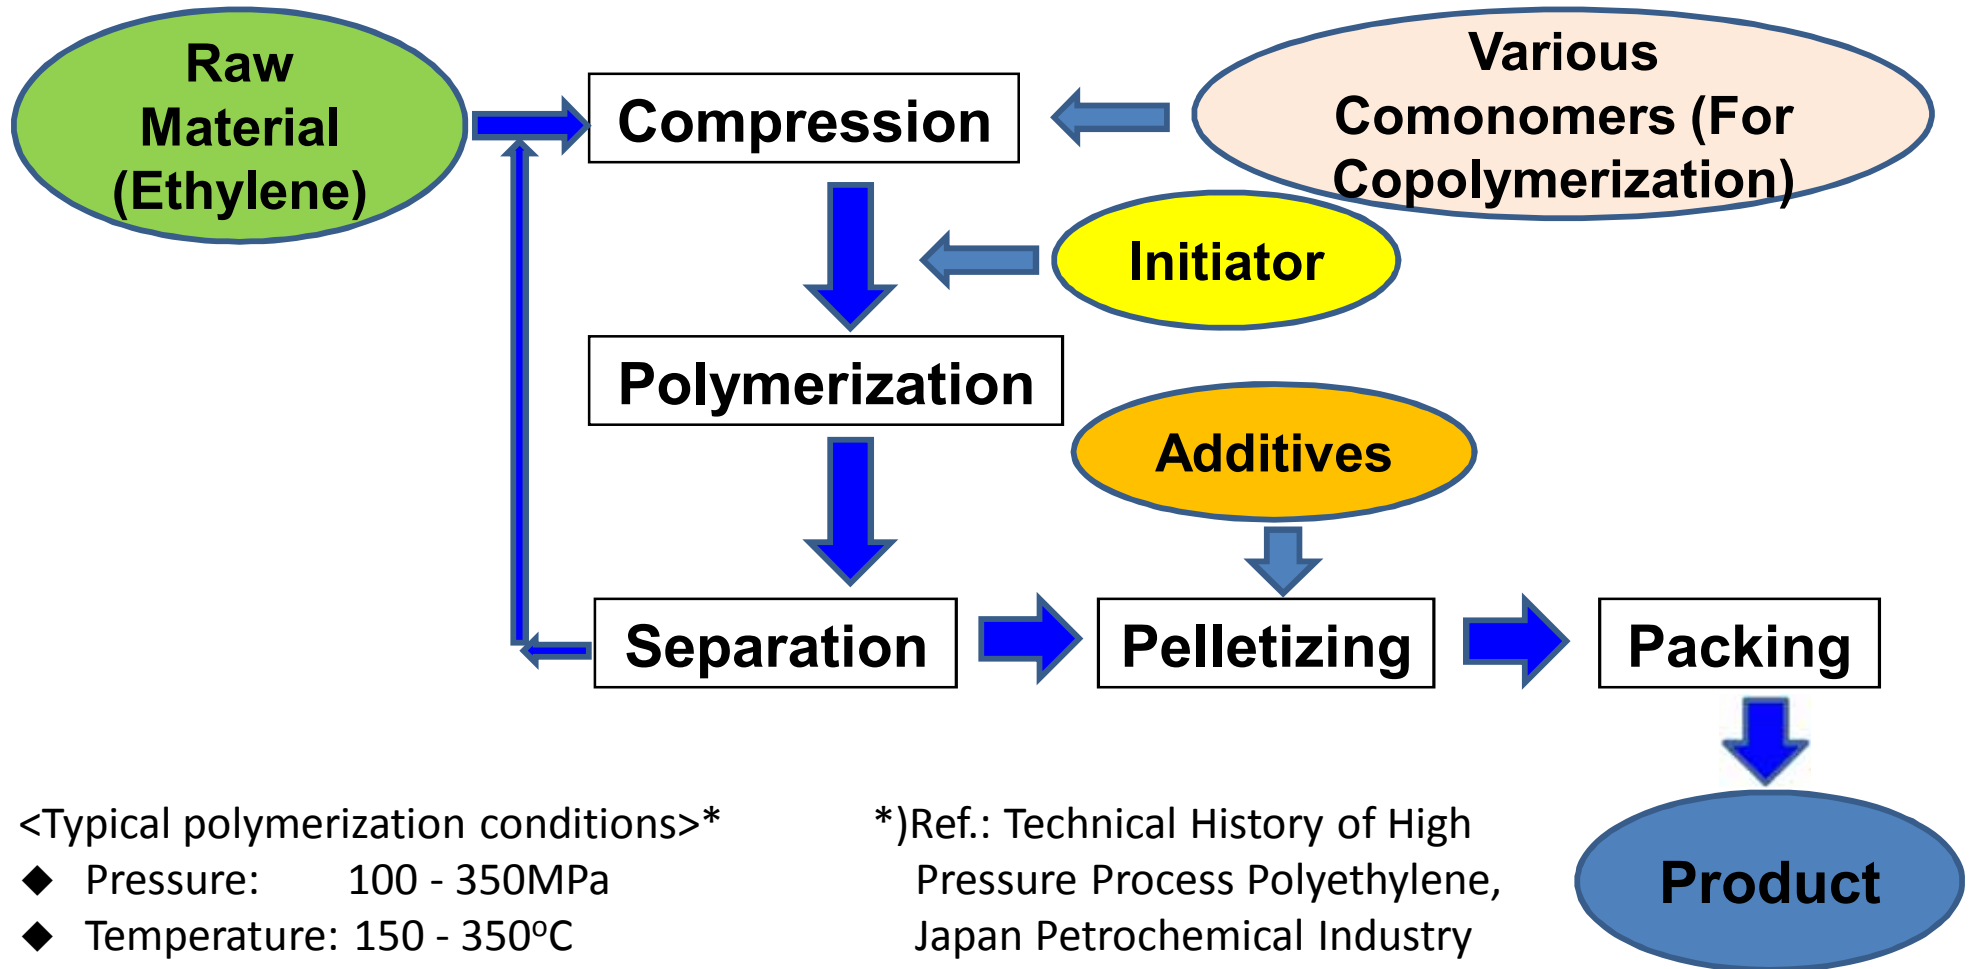 Raw
Material
(Ethylene)
Compression
Various
Comonomers (For
Copolymerization)
Initiator
Polymerization
Additives
Separation
Pelletizing
Packing
Product
<Typical polymerization conditions>*
◆ Pressure: 100 - 350MPa
◆ Temperature: 150 - 350°C
*)Ref.: Technical History of High
Pressure Process Polyethylene,
Japan Petrochemical Industry